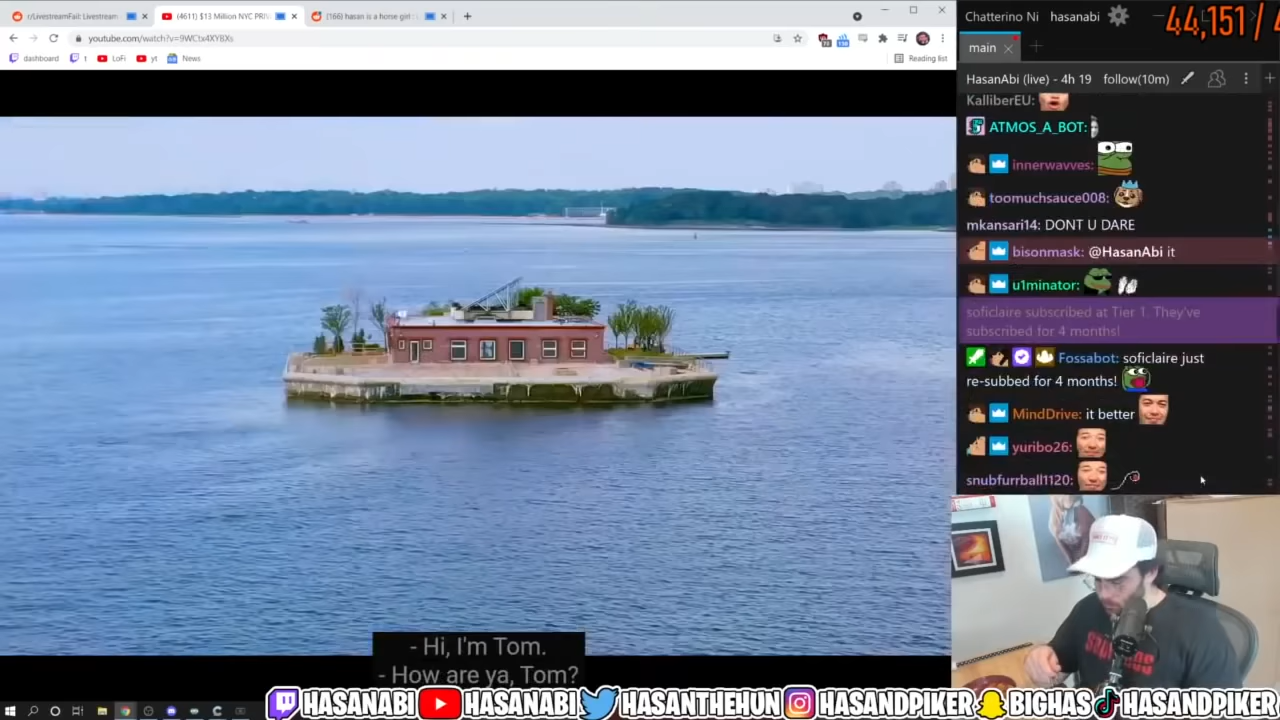 r/LivestreamFail: Livestream
(4611) $13 Million NYC PRIV
(166) hasan is a horse girl :
youtube.com/watch?v=9WCtx4XYBXs
dashboard
1
LoFi
yt
News
Reading list
- Hi, I'm Tom.
- How are ya, Tom?
Chatterino Ni
hasanabi
44,151 / 4
main
HasanAbi (live) - 4h 19
follow(10m)
KalliberEU:
ATMOS_A_BOT:
innerwavves:
toomuchsauce008:
mkansari14: DONT U DARE
bisonmask: @HasanAbi it
u1minator:
soficlaire subscribed at Tier 1. They've
subscribed for 4 months!
Fossabot: soficlaire just
re-subbed for 4 months!
MindDrive: it better
yuribo26:
snubfurrball1120:
HASANABI
HASANABI
HASANTHEHUN
HASANDPIKER
BIGHAS
HASANDPIKER